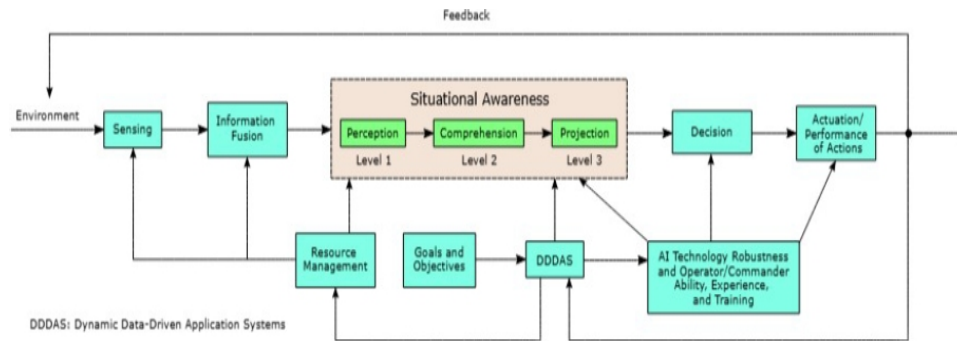 Feedback
Environment
Sensing
Information
Fusion
Situational Awareness
Perception
Comprehension
Projection
Level 1
Level 2
Level 3
Decision
Actuation/
Performance
of Actions
Resource
Management
Goals and
Objectives
DDDAS
AI Technology Robustness
and Operator/Commander
Ability, Experience,
and Training
DDDAS: Dynamic Data-Driven Application Systems